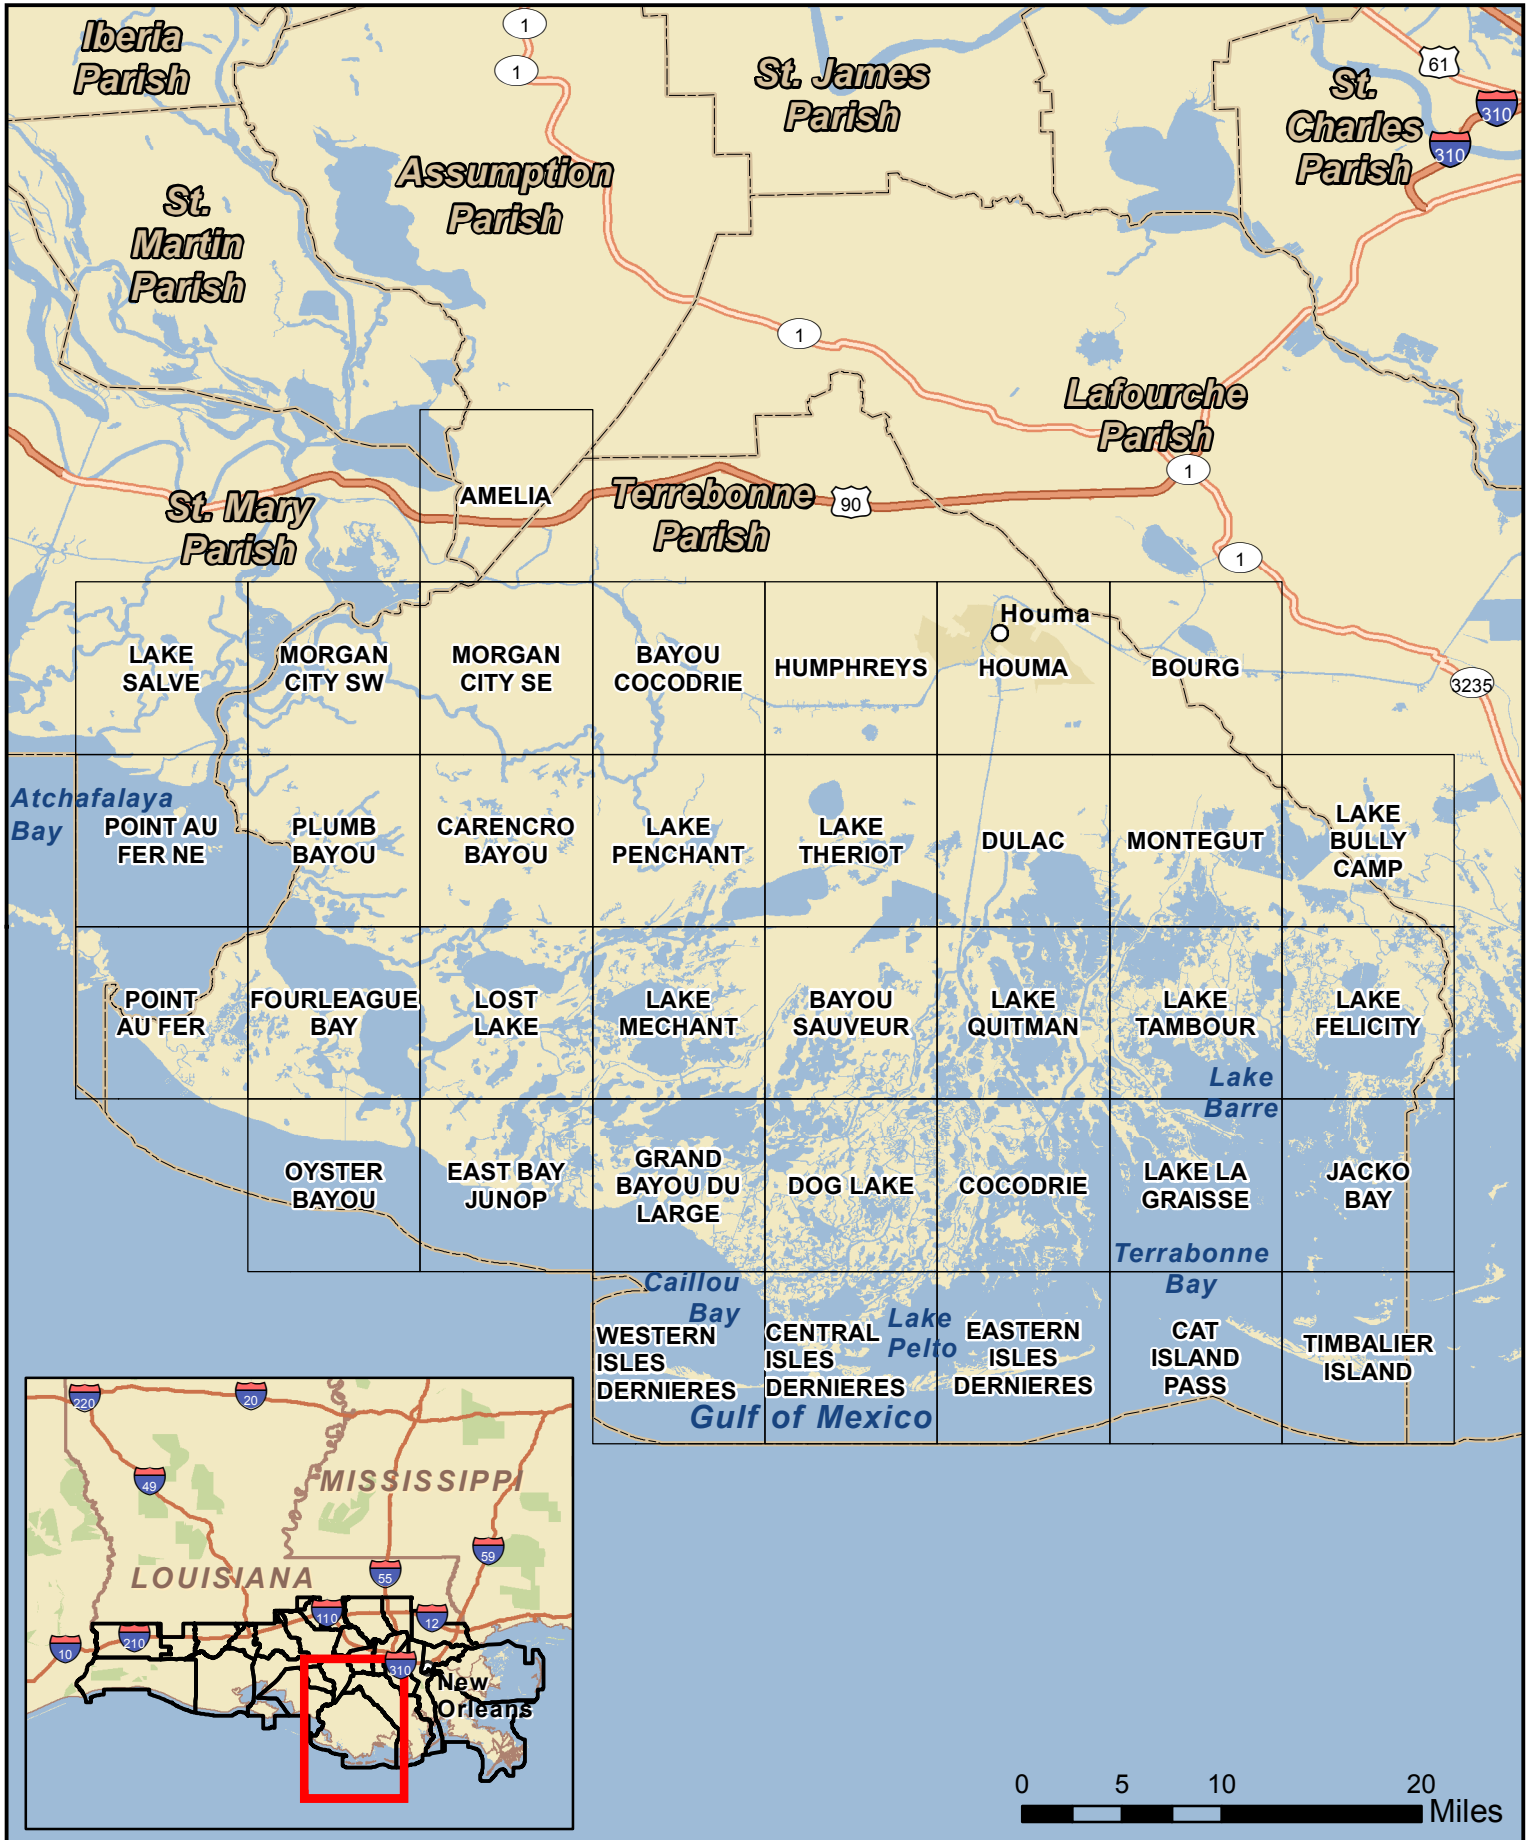 Iberia
Parish
1
1
St. James
Parish
61
St.
Charles
Parish
310
310
Assumption
Parish
St.
Martin
Parish
1
Lafourche
Parish
1
AMELIA
St. Mary
Parish
Terrebonne
Parish
90
1
Houma
LAKE
SALVE
MORGAN
CITY SW
MORGAN
CITY SE
BAYOU
COCODRIE
HUMPHREYS
HOUMA
BOURG
3235
Atchafalaya
Bay
POINT AU
FER NE
PLUMB
BAYOU
CARENCRO
BAYOU
LAKE
PENCHANT
LAKE
THERIOT
DULAC
MONTEGUT
LAKE
BULLY
CAMP
POINT
AU FER
FOURLEAGUE
BAY
LOST
LAKE
LAKE
MECHANT
BAYOU
SAUVEUR
LAKE
QUITMAN
LAKE
TAMBOUR
LAKE
FELICITY
Lake
Barre
OYSTER
BAYOU
EAST BAY
JUNOP
GRAND
BAYOU DU
LARGE
DOG LAKE
COCODRIE
LAKE LA
GRAISSE
JACKO
BAY
Terrabonne
Bay
Caillou
Bay
Lake
Pelto
WESTERN
ISLES
DERNIERES
CENTRAL
ISLES
DERNIERES
EASTERN
ISLES
DERNIERES
CAT
ISLAND
PASS
TIMBALIER
ISLAND
Gulf of Mexico
220
20
49
MISSISSIPPI
59
LOUISIANA
55
110
12
210
10
310
New
Orleans
0
5
10
20
Miles